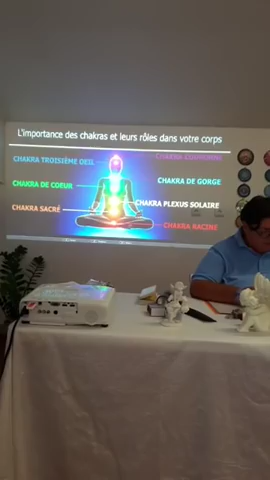 L'importance des chakras et leurs rôles dans votre corps
CHAKRA TROISIÈME OEIL
CHAKRA COURONNE
CHAKRA DE COEUR
CHAKRA DE GORGE
CHAKRA SACRÉ
CHAKRA PLEXUS SOLAIRE
CHAKRA RACINE